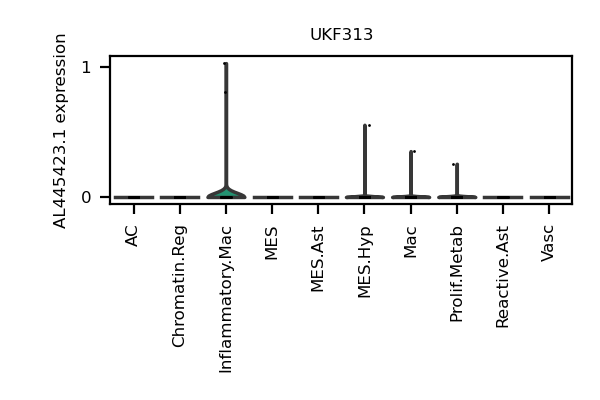 UKF313
AL445423.1 expression
1
0
AC
Chromatin.Reg
Inflammatory.Mac
MES
MES.Ast
MES.Hyp
Mac
Prolif.Metab
Reactive.Ast
Vasc